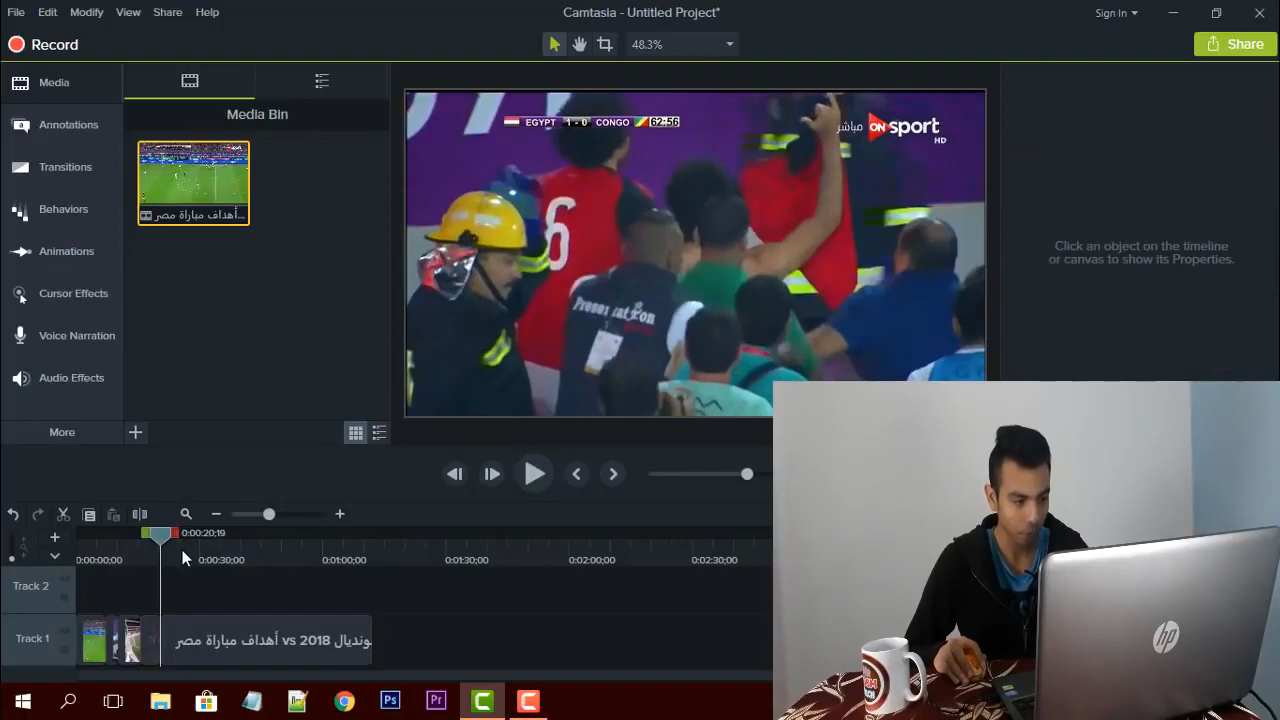 File Edit Modify View Share Help
Camtasia - Untitled Project*
Sign In
Record
48.3%
Share
Media
Annotations
Transitions
Behaviors
Animations
Cursor Effects
Voice Narration
Audio Effects
More
Media Bin
أهداف مباراة مصر...
EGYPT 1 - 0 CONGO 62:56
مباشر ON sport
HD
6
Presentation
Click an object on the timeline
or canvas to show its Properties.
0:00:20;19
0:00:00;00 0:00:30;00 0:01:00;00 0:01:30;00 0:02:00;00 0:02:30;00
Track 2
Track 1
أهداف مباراة مصر vs 2018 ونديال
Ps
Pr
hp